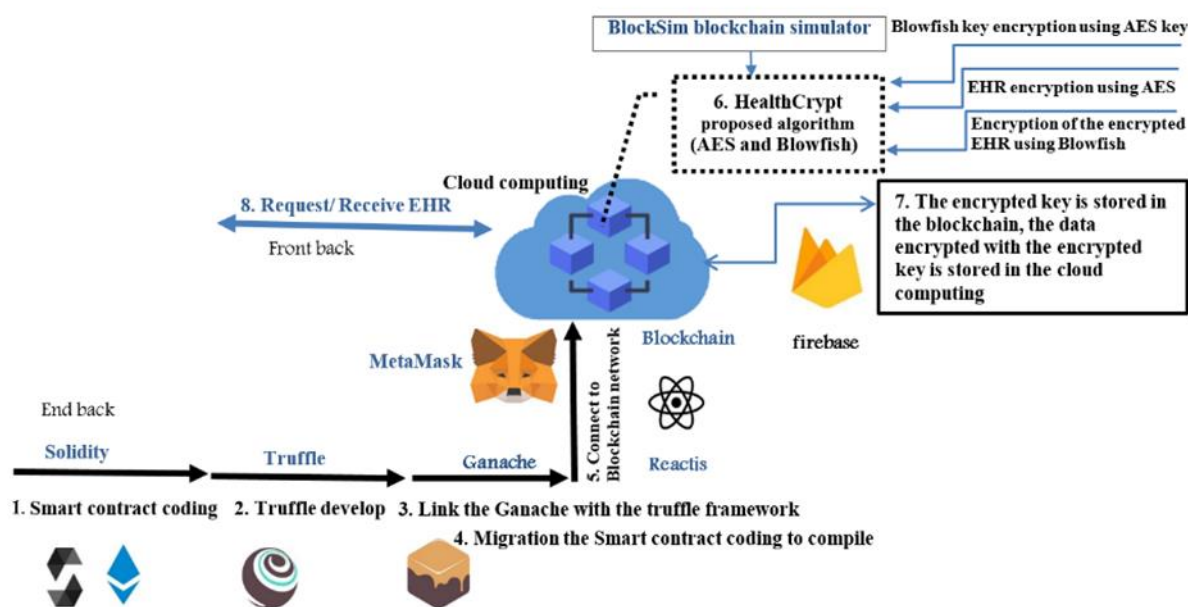 BlockSim blockchain simulator
Blowfish key encryption using AES key
EHR encryption using AES
Encryption of the encrypted
EHR using Blowfish
6. HealthCrypt
proposed algorithm
(AES and Blowfish)
Cloud computing
8. Request/ Receive EHR
Front back
7. The encrypted key is stored in
the blockchain, the data
encrypted with the encrypted
key is stored in the cloud
computing
Blockchain
firebase
MetaMask
5. Connect to
Blockchain network
Reactis
End back
Solidity
Truffle
Ganache
1. Smart contract coding
2. Truffle develop
3. Link the Ganache with the truffle framework
4. Migration the Smart contract coding to compile